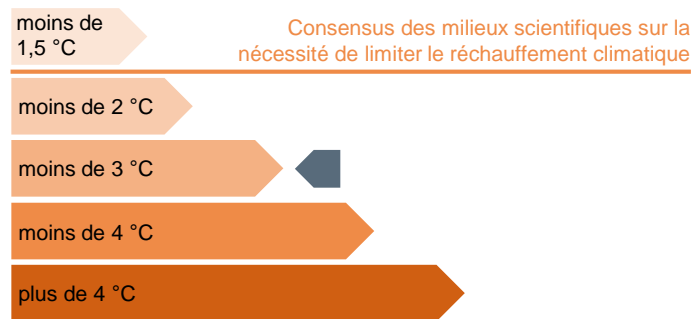 moins de
1,5 °C
Consensus des milieux scientifiques sur la
nécessité de limiter le réchauffement climatique
moins de 2 °C
moins de 3 °C
moins de 4 °C
plus de 4 °C